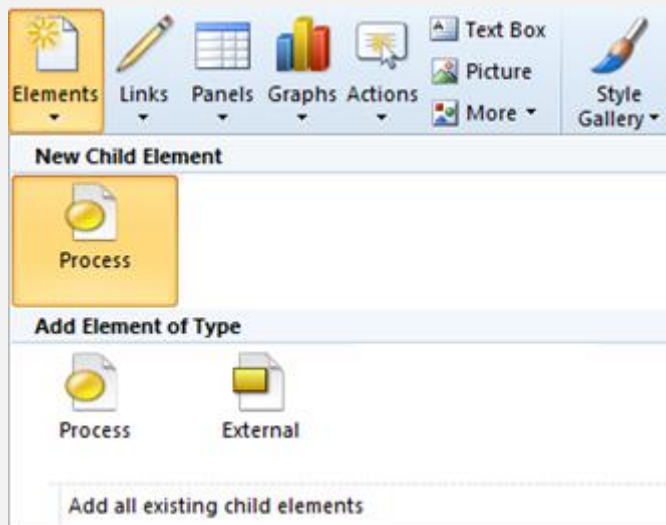 Text Box
Picture
More
Elements Links Panels Graphs Actions
Style
Gallery
New Child Element
Process
Add Element of Type
Process External
Add all existing child elements